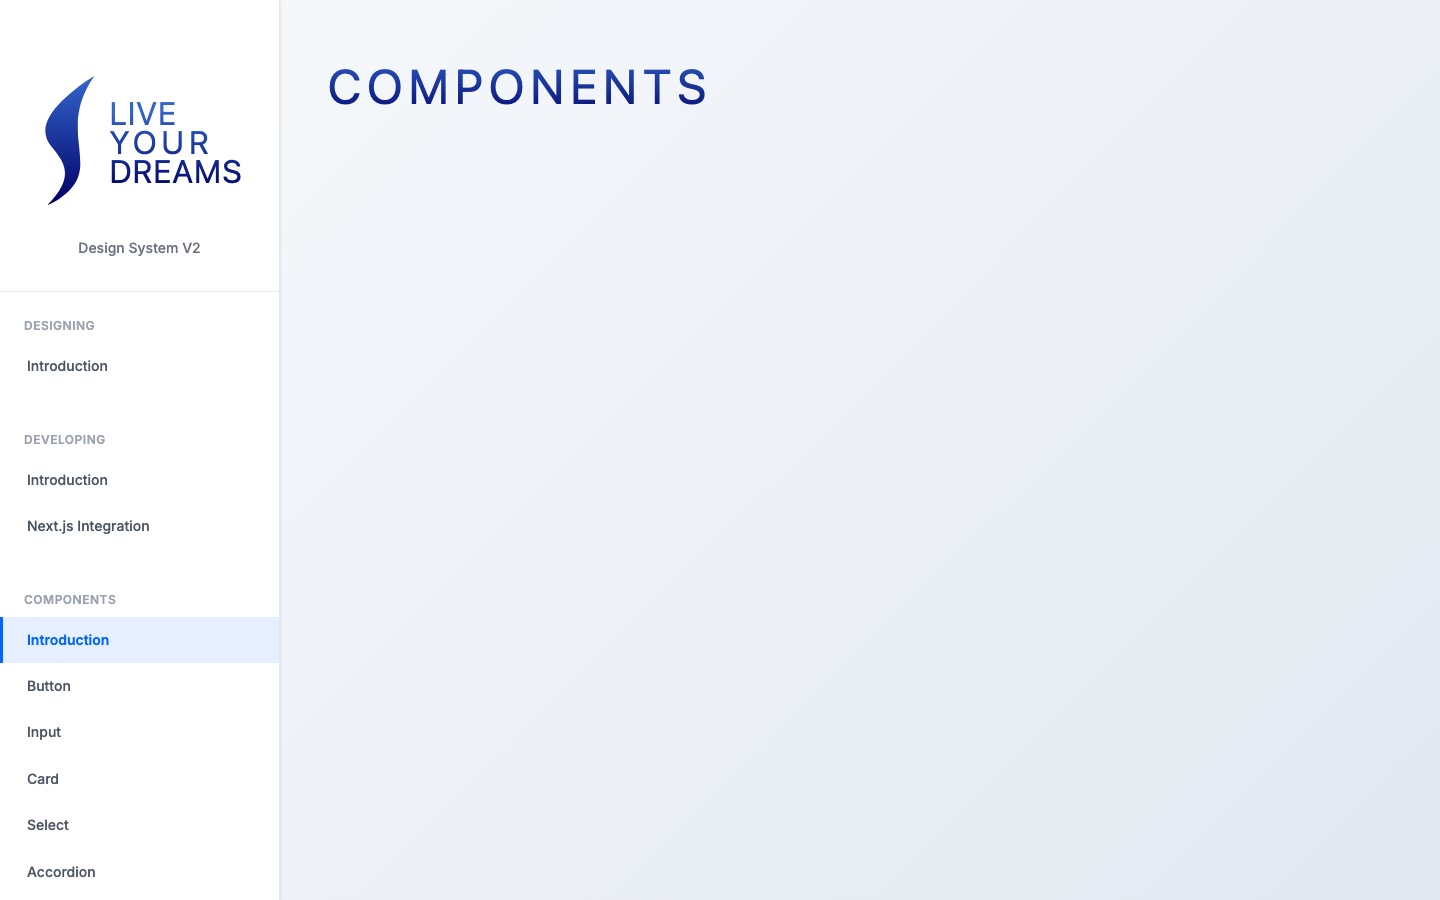 LIVE
YOUR
DREAMS
Design System V2
DESIGNING
Introduction
DEVELOPING
Introduction
Next.js Integration
COMPONENTS
Introduction
Button
Input
Card
Select
Accordion
COMPONENTS